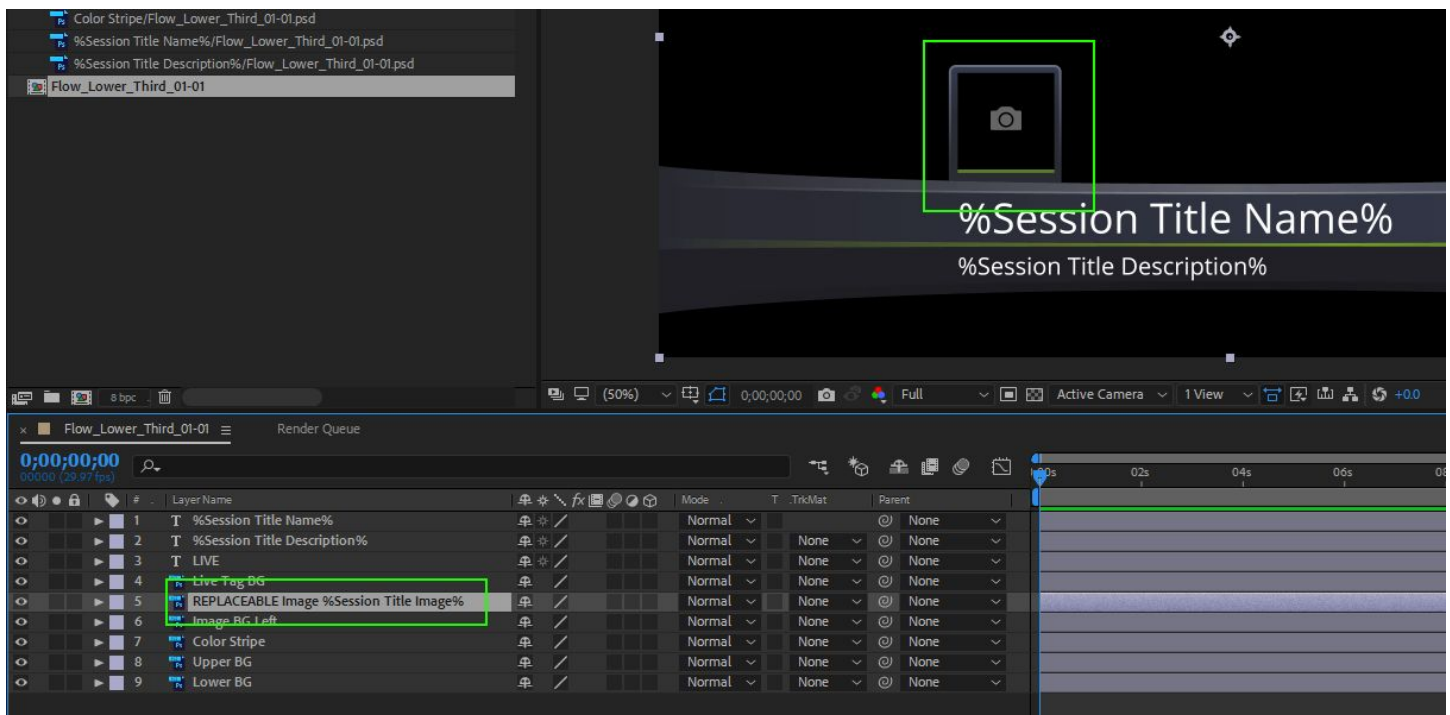 Color Stripe/Flow_Lower_Third_01-01.psd
%Session Title Name%/Flow_Lower_Third_01-01.psd
%Session Title Description%/Flow_Lower_Third_01-01.psd
Flow_Lower_Third_01-01
%Session Title Name%
%Session Title Description%
8 bpc
(50%) 0;00;00;00 Full Active Camera 1 View +0.0
Flow_Lower_Third_01-01 Render Queue
0;00;00;00
00000 (29.97 fps)
00s 02s 04s 06s 08
# Layer Name fx Mode T .TrkMat Parent
1 T %Session Title Name% Normal None
2 T %Session Title Description% Normal None None
3 T LIVE Normal None None
4 Live Tag BG Normal None None
5 REPLACEABLE Image %Session Title Image% Normal None None
6 Image BG Left Normal None None
7 Color Stripe Normal None None
8 Upper BG Normal None None
9 Lower BG Normal None None